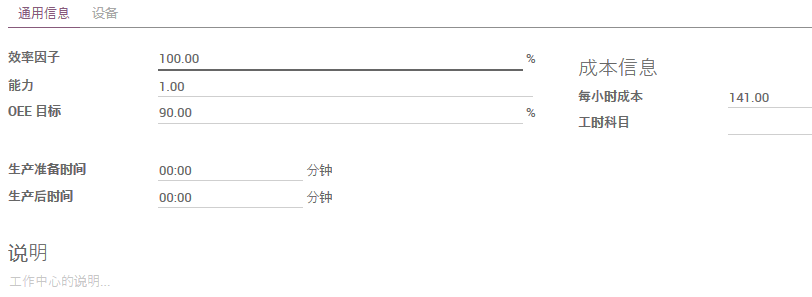 通用信息 设备
效率因子 100.00 %
能力 1.00
OEE 目标 90.00 %
成本信息
每小时成本 141.00
工时科目
生产准备时间 00:00 分钟
生产后时间 00:00 分钟
说明
工作中心的说明...